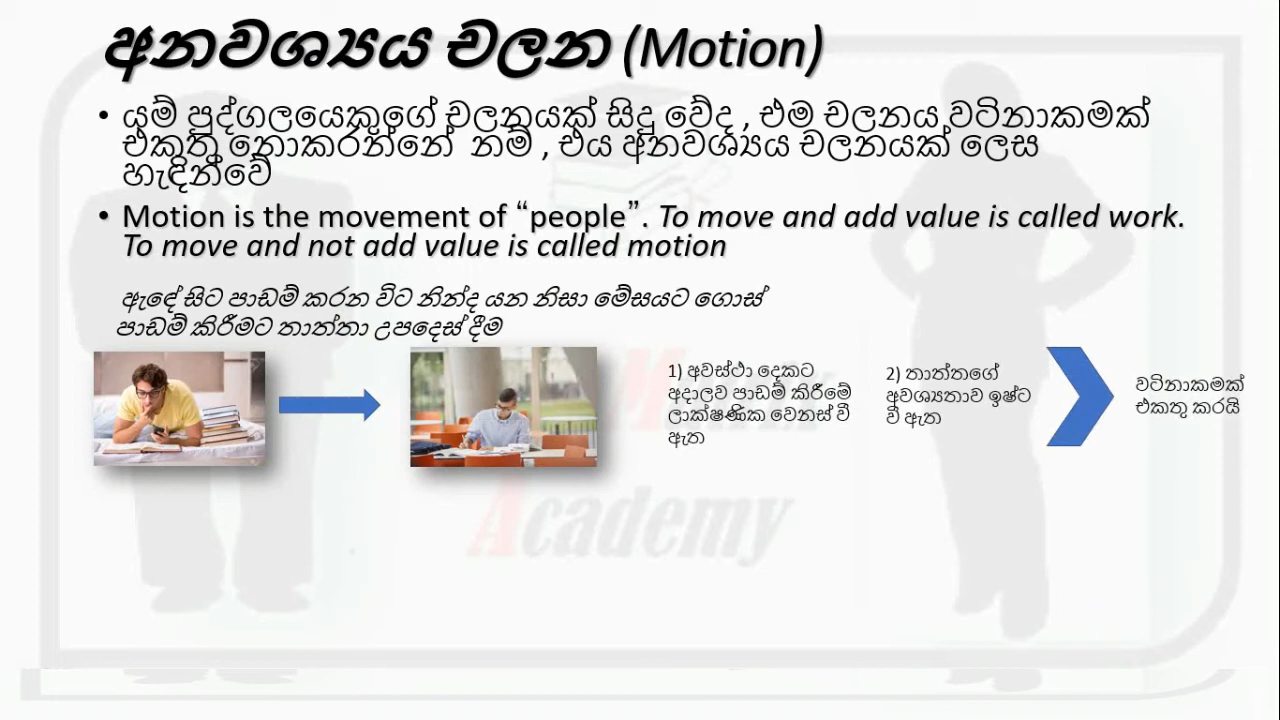 අනවශ්‍යය චලන (Motion)
• යම් පුද්ගලයෙකුගේ චලනයක් සිදු වේද , එම චලනය වටිනාකමක්
එකතු නොකරන්නේ නම් , එය අනවශ්‍යය චලනයක් ලෙස
හැඳින්වේ
• Motion is the movement of “people”. To move and add value is called work.
To move and not add value is called motion
ඇඳේ සිට පාඩම් කරන විට නින්ද යන නිසා මේසයට ගොස්
පාඩම් කිරීමට තාත්තා උපදෙස් දීම
1) අවස්ථා දෙකට
අදාලව පාඩම් කිරීමේ
ලාක්ෂණික වෙනස් වී
ඇත
2) තාත්තගේ
අවශ්‍යතාව ඉෂ්ට
වී ඇත
වටිනාකමක්
එකතු කරයි
Academy